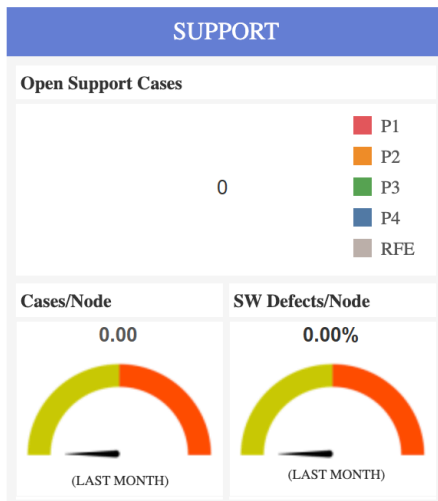 SUPPORT
Open Support Cases
0
P1
P2
P3
P4
RFE
Cases/Node
SW Defects/Node
0.00
0.00%
(LAST MONTH)
(LAST MONTH)